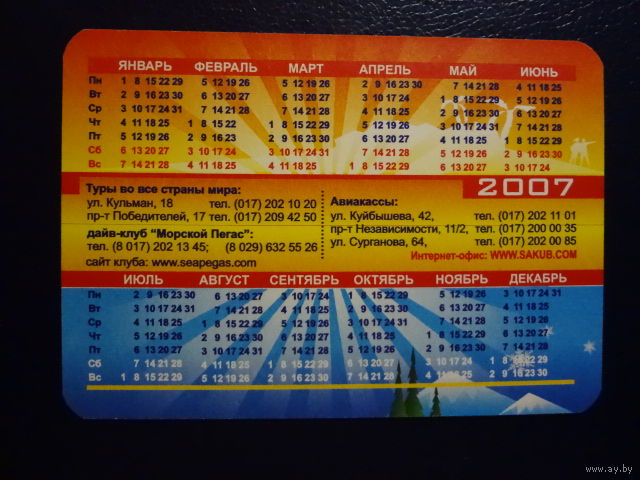 ЯНВАРЬ ФЕВРАЛЬ МАРТ АПРЕЛЬ МАЙ ИЮНЬ
Пн 1 8 15 22 29 5 12 19 26 5 12 19 26 2 9 16 23 30 7 14 21 28 4 11 18 25
Вт 2 9 16 23 30 6 13 20 27 6 13 20 27 3 10 17 24 1 8 15 22 29 5 12 19 26
Ср 3 10 17 24 31 7 14 21 28 7 14 21 28 4 11 18 25 2 9 16 23 30 6 13 20 27
Чт 4 11 18 25 1 8 15 22 1 8 15 22 29 5 12 19 26 3 10 17 24 31 7 14 21 28
Пт 5 12 19 26 2 9 16 23 2 9 16 23 30 6 13 20 27 4 11 18 25 1 8 15 22 29
Сб 6 13 20 27 3 10 17 24 3 10 17 24 31 7 14 21 28 5 12 19 26 2 9 16 23 30
Вс 7 14 21 28 4 11 18 25 4 11 18 25 1 8 15 22 29 6 13 20 27 3 10 17 24
2007
Туры во все страны мира:
ул. Кульман, 18 тел. (017) 202 10 20
пр-т Победителей, 17 тел. (017) 209 42 50
дайв-клуб "Морской Пегас":
тел. (8 017) 202 13 45; (8 029) 632 55 26
сайт клуба: www.seapegas.com
Авиакассы:
ул. Куйбышева, 42, тел. (017) 202 11 01
пр-т Независимости, 11/2, тел. (017) 200 00 35
ул. Сурганова, 64, тел. (017) 202 00 85
Интернет-офис: WWW.SAKUB.COM
ИЮЛЬ АВГУСТ СЕНТЯБРЬ ОКТЯБРЬ НОЯБРЬ ДЕКАБРЬ
Пн 2 9 16 23 30 6 13 20 27 3 10 17 24 1 8 15 22 29 5 12 19 26 3 10 17 24 31
Вт 3 10 17 24 31 7 14 21 28 4 11 18 25 2 9 16 23 30 6 13 20 27 4 11 18 25
Ср 4 11 18 25 1 8 15 22 29 5 12 19 26 3 10 17 24 31 7 14 21 28 5 12 19 26
Чт 5 12 19 26 2 9 16 23 30 6 13 20 27 4 11 18 25 1 8 15 22 29 6 13 20 27
Пт 6 13 20 27 3 10 17 24 31 7 14 21 28 5 12 19 26 2 9 16 23 30 7 14 21 28
Сб 7 14 21 28 4 11 18 25 1 8 15 22 29 6 13 20 27 3 10 17 24 1 8 15 22 29
Вс 1 8 15 22 29 5 12 19 26 2 9 16 23 30 7 14 21 28 4 11 18 25 2 9 16 23 30
www.ay.by